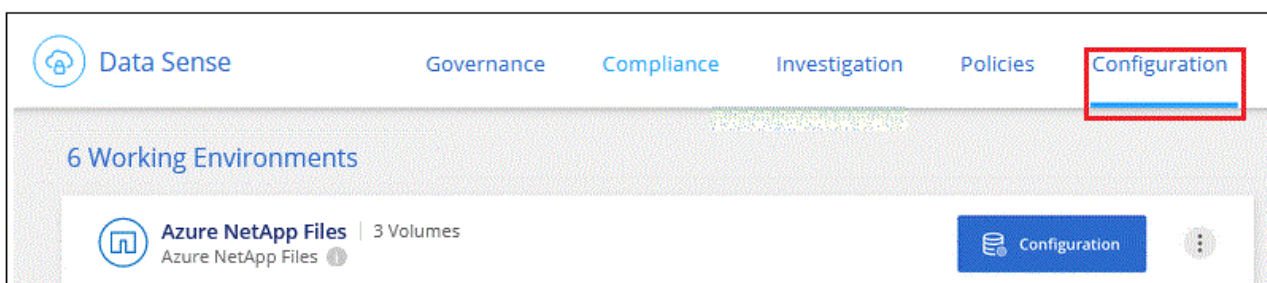 Data Sense Governance Compliance Investigation Policies Configuration
6 Working Environments
Azure NetApp Files | 3 Volumes
Azure NetApp Files
Configuration